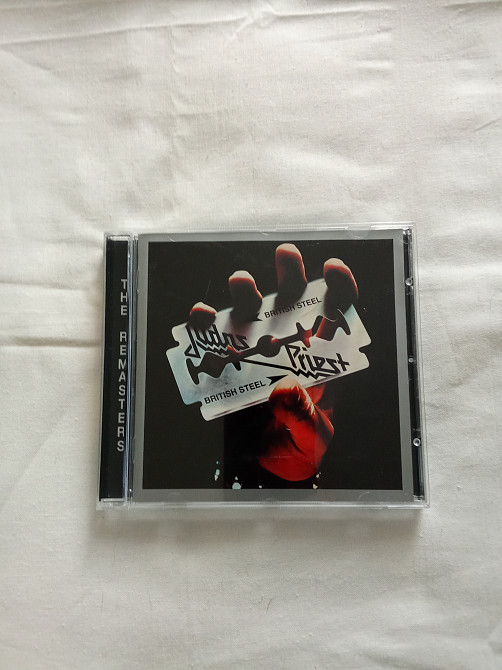 THE REMASTERS
BRITISH STEEL
Judas
Priest
BRITISH STEEL